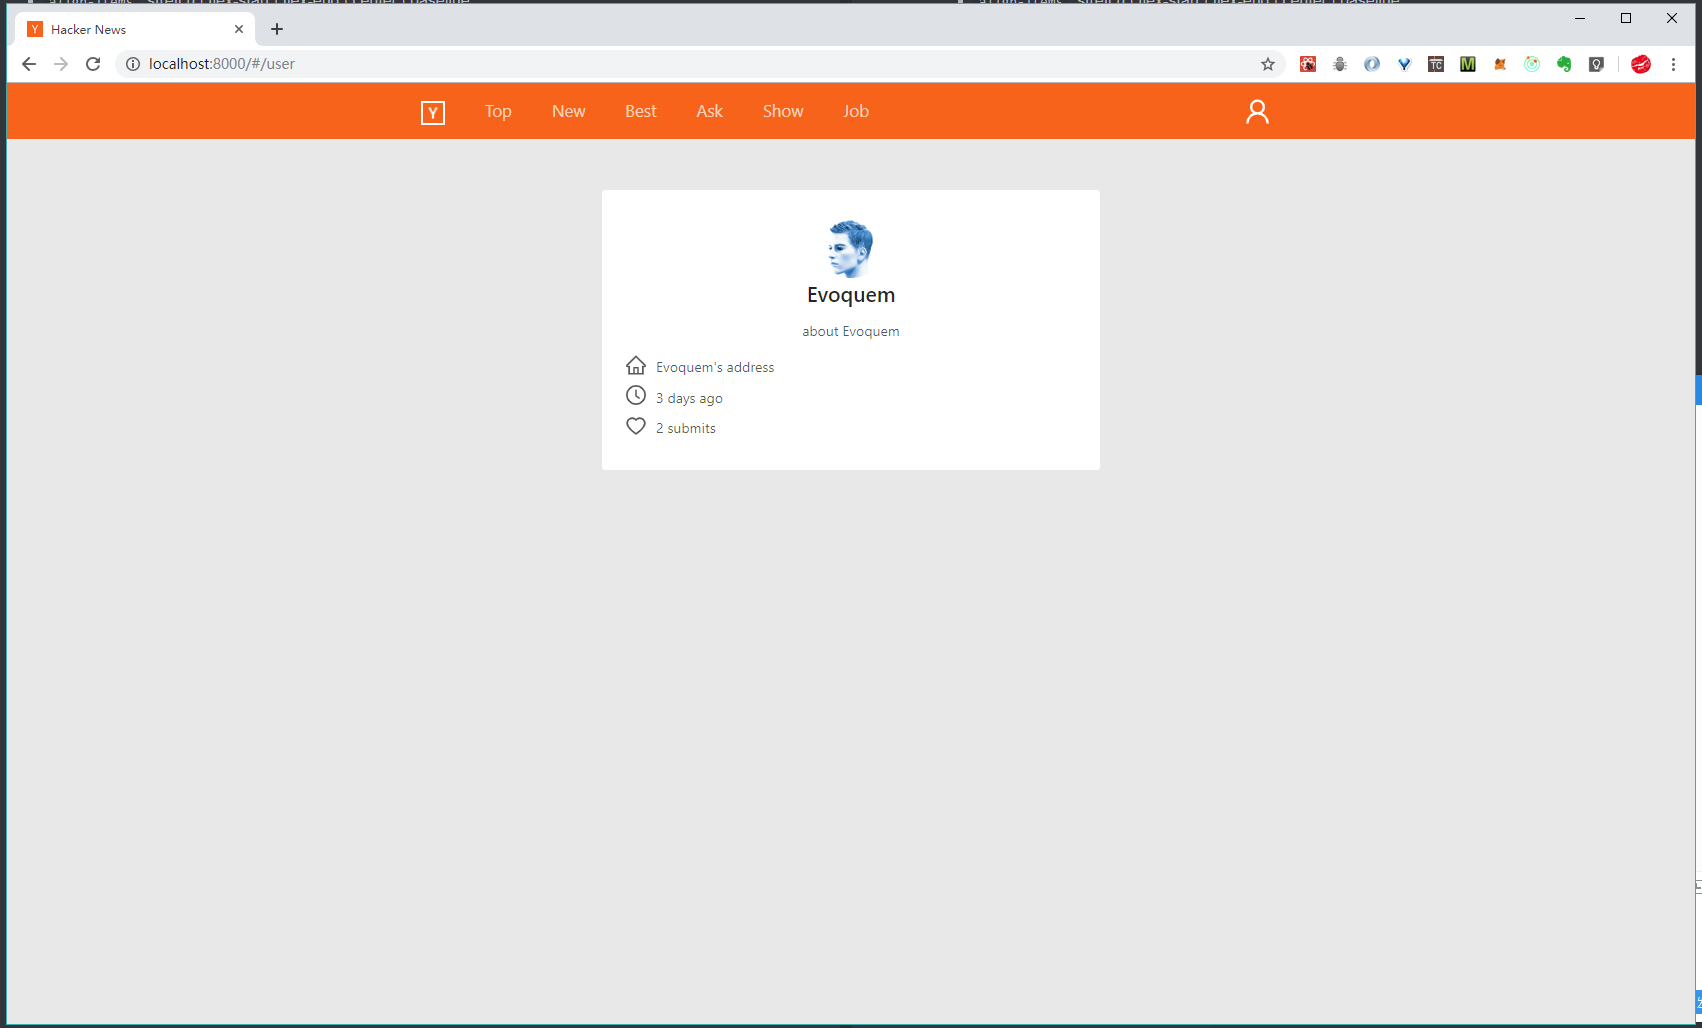 Y Hacker News
localhost:8000/#/user
TC M
Y Top New Best Ask Show Job
Evoquem
about Evoquem
Evoquem's address
3 days ago
2 submits